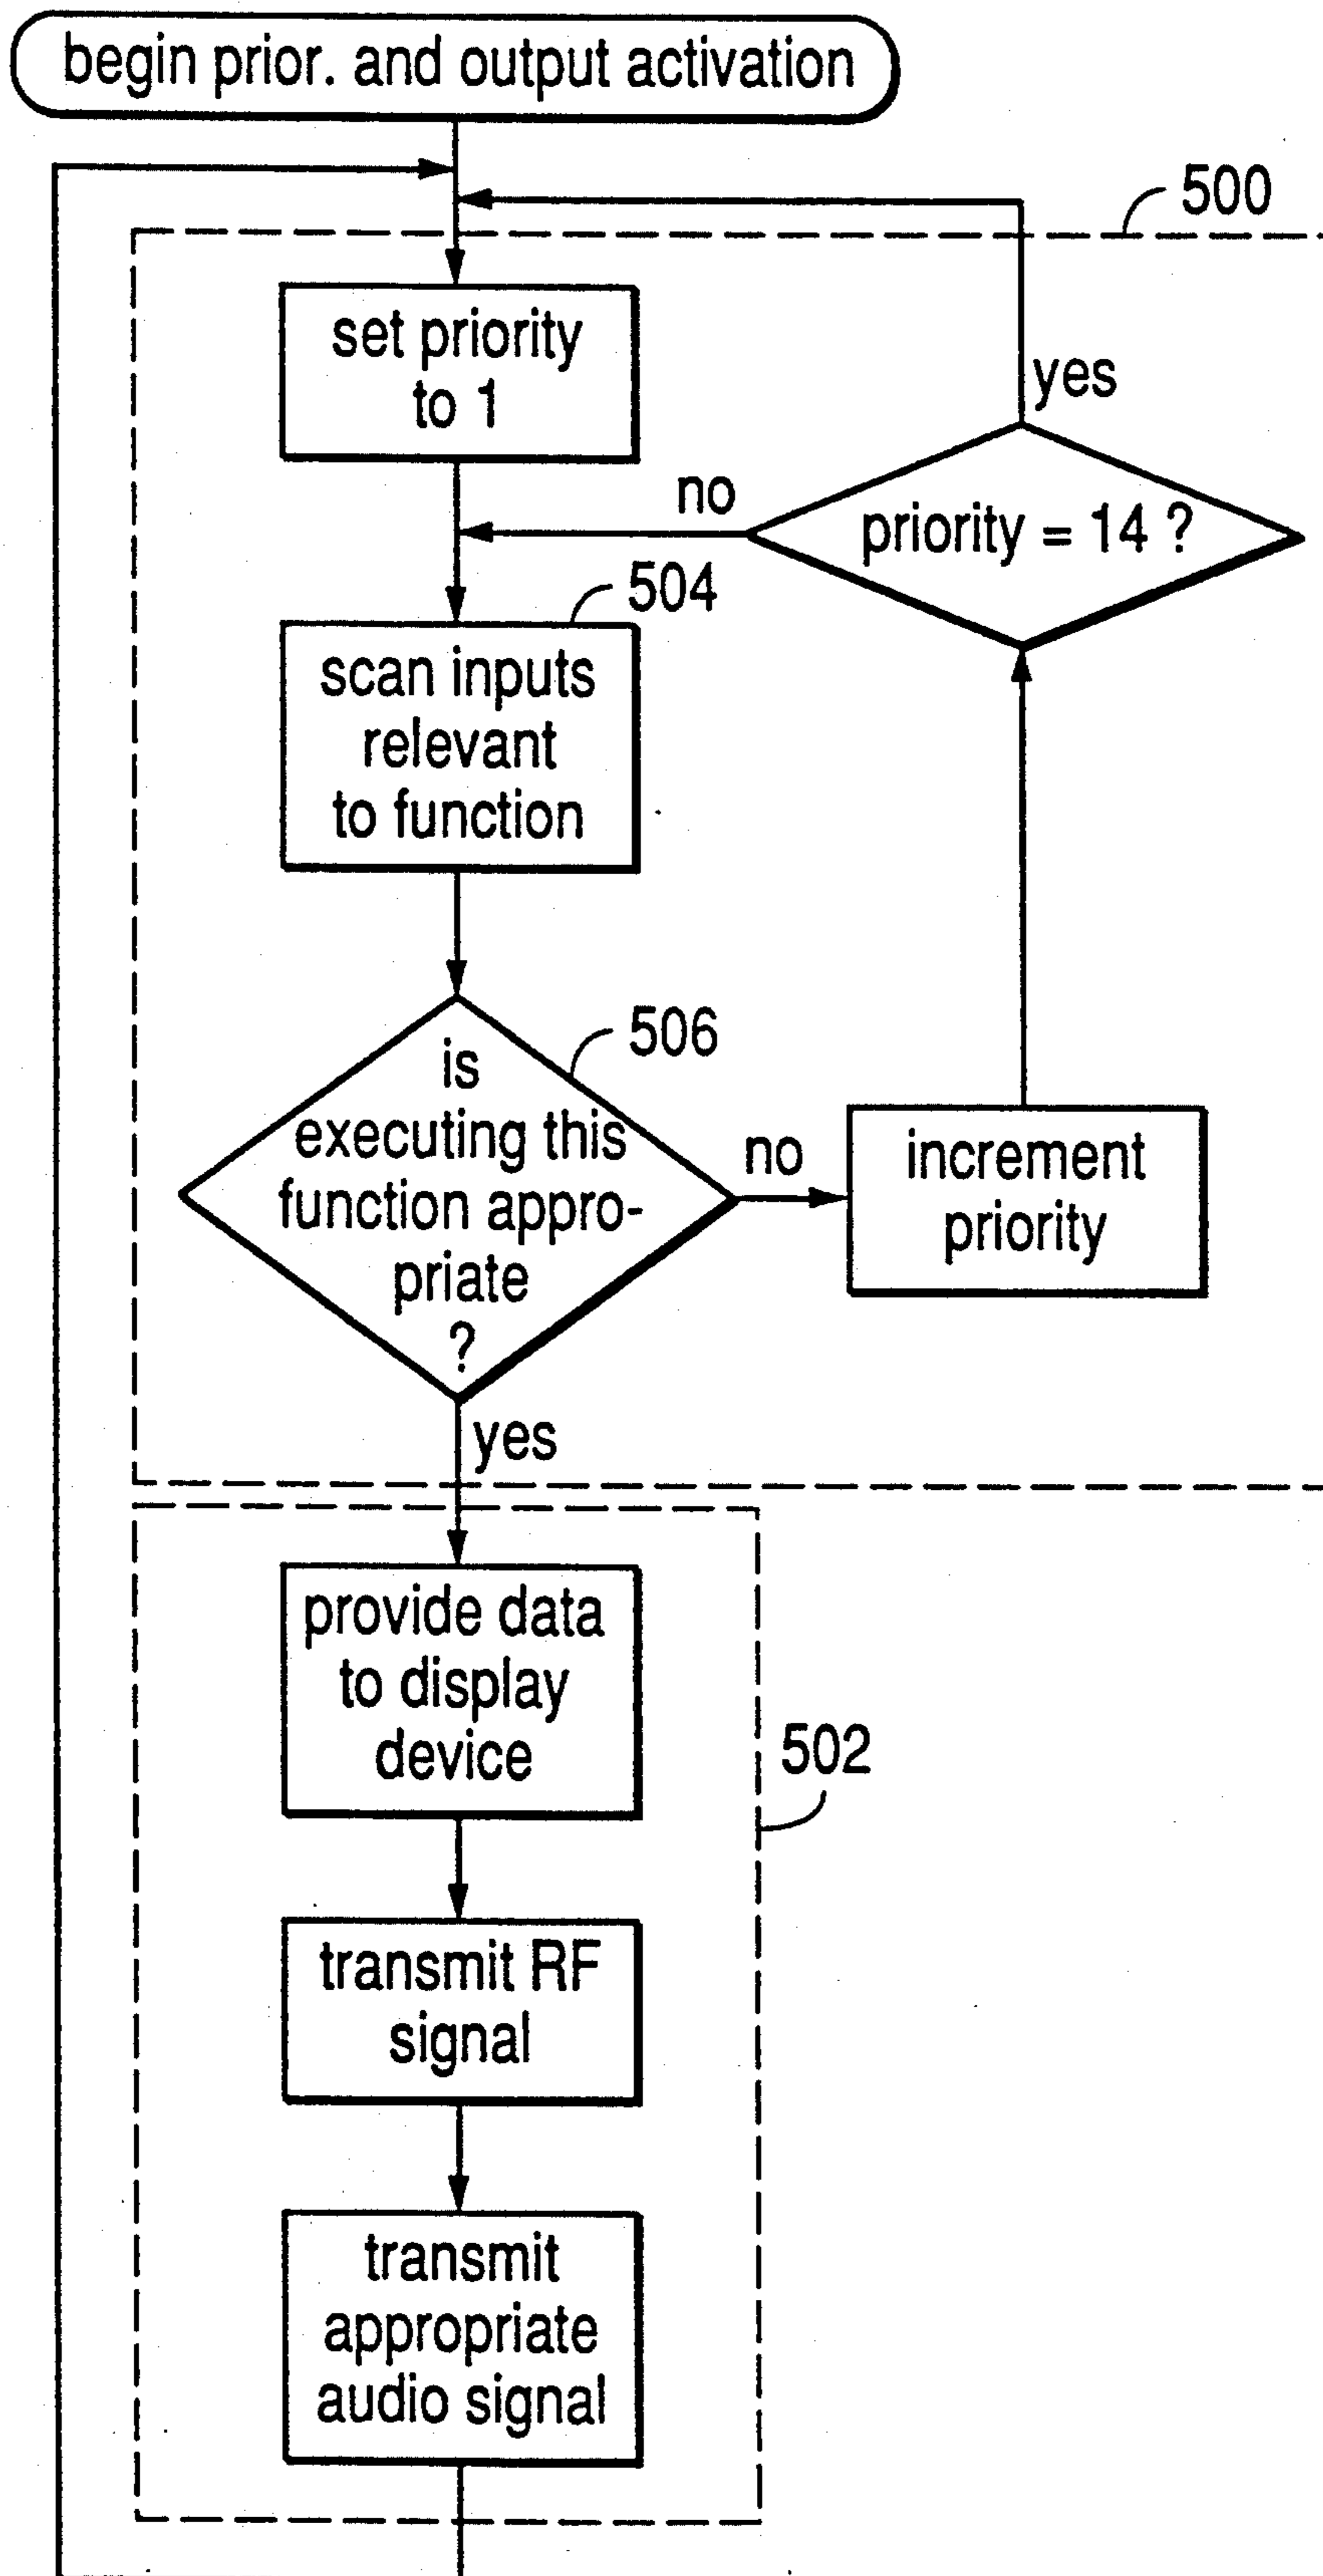 begin prior. and output activation
500
set priority
to 1
yes
no
priority = 14 ?
504
scan inputs
relevant
to function
506
is
executing this
function appro-
priate
?
no
increment
priority
yes
provide data
to display
device
502
transmit RF
signal
transmit
appropriate
audio signal